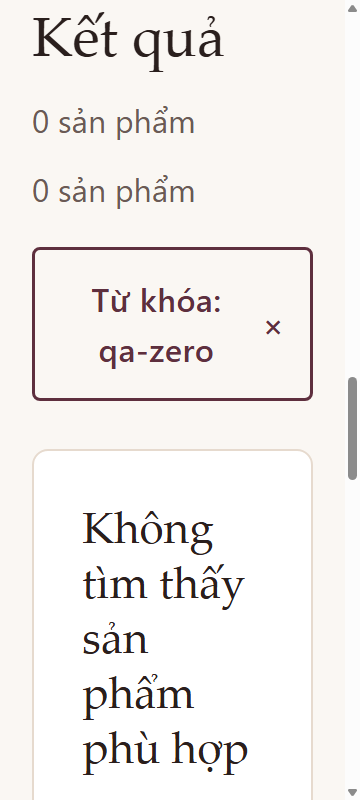 Kết quả
0 sản phẩm
0 sản phẩm
Từ khóa:
qa-zero
×
Không
tìm thấy
sản
phẩm
phù hợp